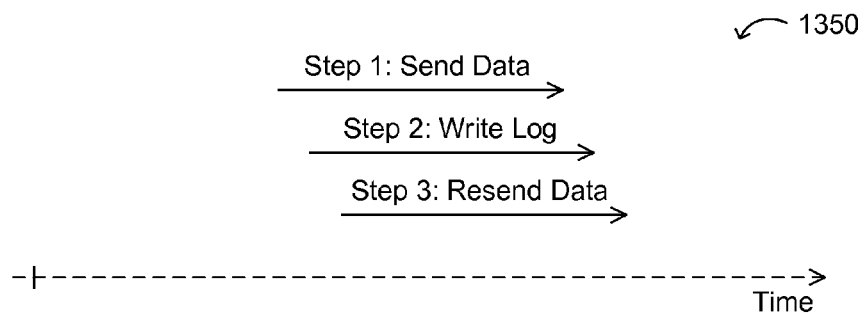 1350
Step 1: Send Data
Step 2: Write Log
Step 3: Resend Data
Time